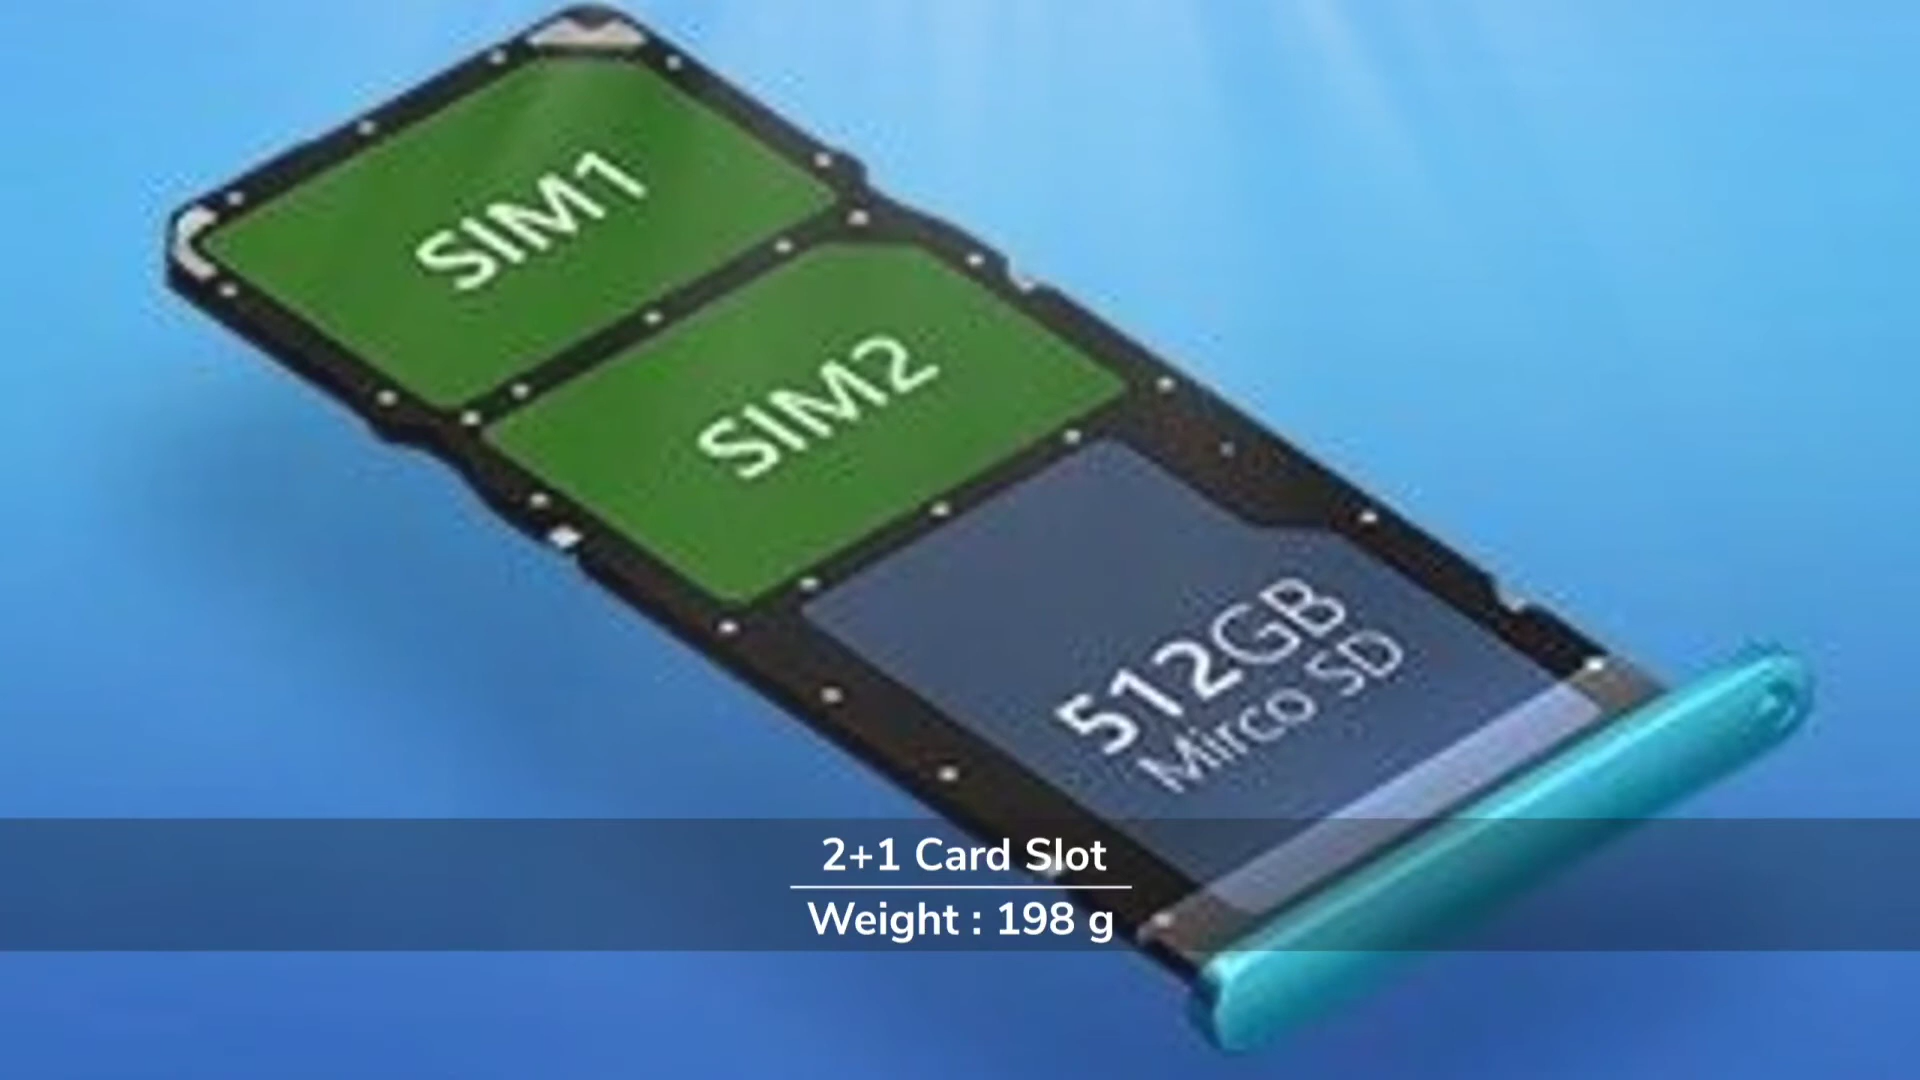 SIM1
SIM2
512GB
Mirco SD
2+1 Card Slot
Weight : 198 g